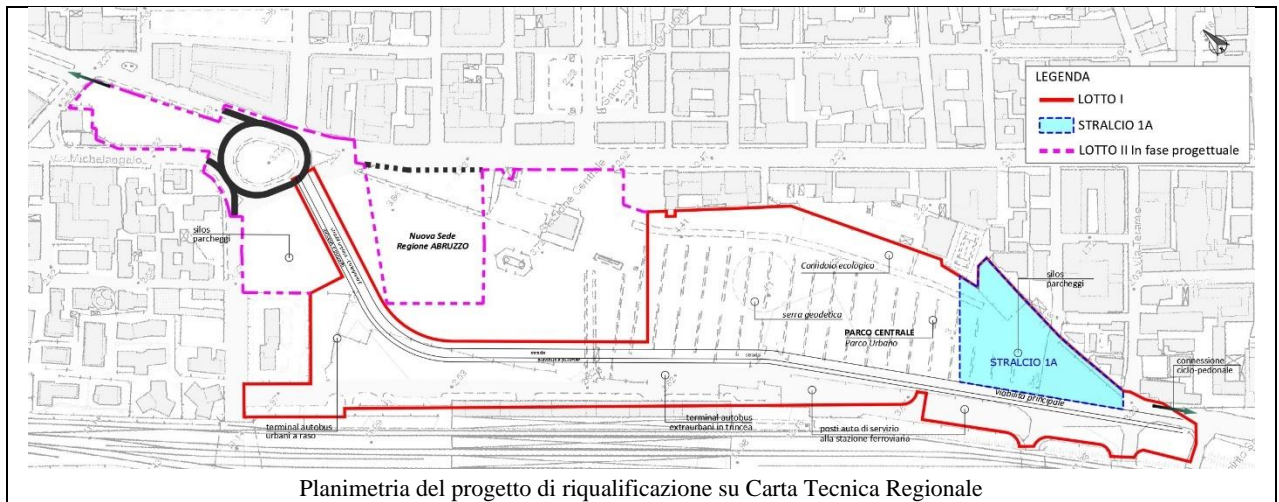 LEGENDA
LOTTO I
STRALCIO 1A
LOTTO II In fase progettuale
Michelangelo
silos
parcheggi
Nuova Sede
Regione ABRUZZO
Corridoio ecologico
serra geodetica
PARCO CENTRALE
Parco Urbano
silos
parcheggi
STRALCIO 1A
connessione
ciclo-pedonale
viabilità principale
strada
terminal autobus
urbani a raso
terminal autobus
extraurbani in trincea
posti auto di servizio
alla stazione ferroviaria
Planimetria del progetto di riqualificazione su Carta Tecnica Regionale